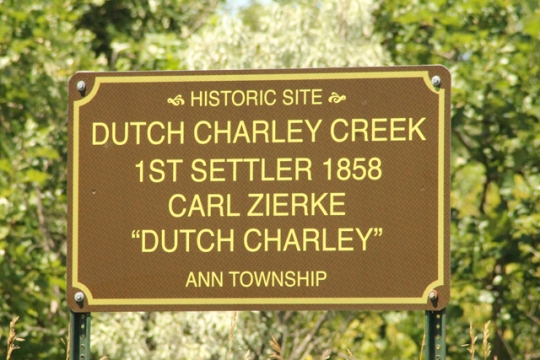 HISTORIC SITE
DUTCH CHARLEY CREEK
1ST SETTLER 1858
CARL ZIERKE
“DUTCH CHARLEY”
ANN TOWNSHIP